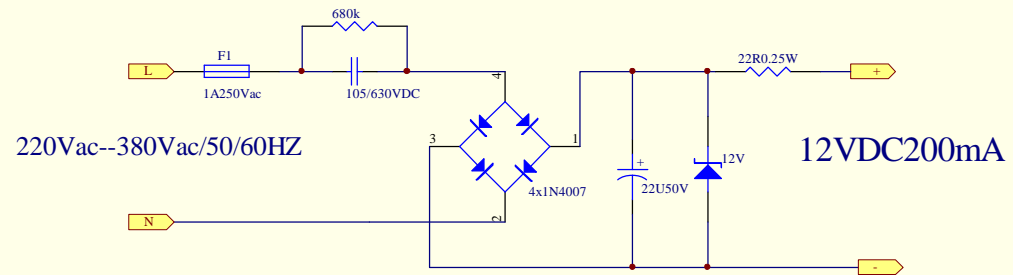 680k
L
F1
1A250Vac
105/630VDC
4
22R0.25W
+
220Vac--380Vac/50/60HZ
3
1
4x1N4007
+
22U50V
12V
12VDC200mA
N
2
-